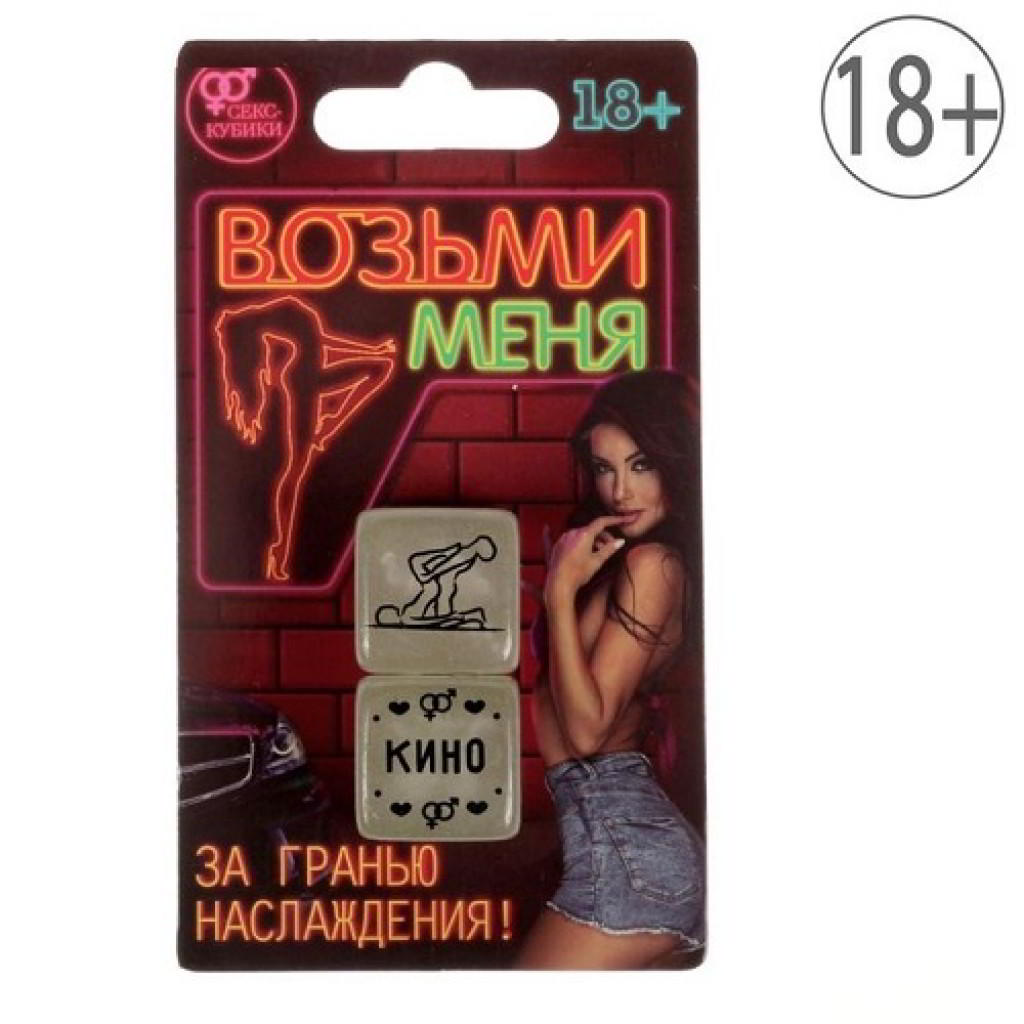 18+
СЕКС-
КУБИКИ
18+
ВОЗЬМИ
МЕНЯ
КИНО
ЗА ГРАНЬЮ
НАСЛАЖДЕНИЯ!